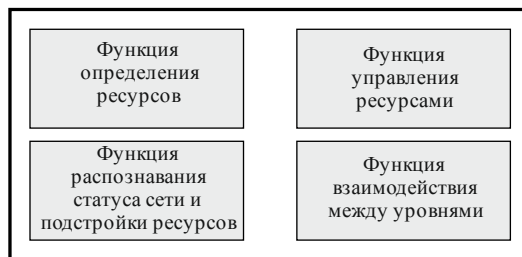 Функция
определения
ресурсов
Функция
управления
ресурсами
Функция
распознавания
статуса сети и
подстройки ресурсов
Функция
взаимодействия
между уровнями